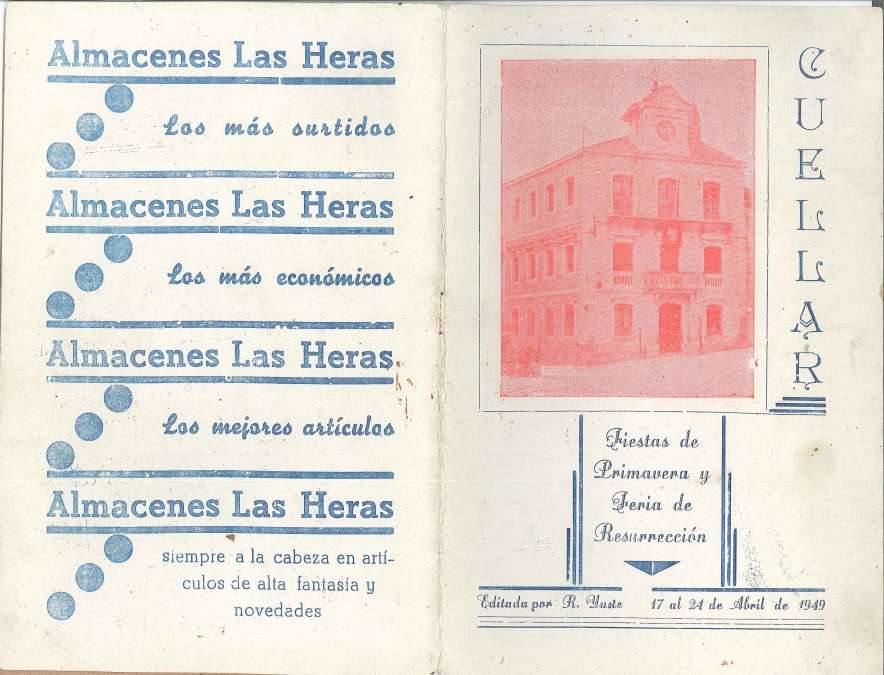 Almacenes Las Heras
Los más surtidos
Almacenes Las Heras
Los más económicos
Almacenes Las Heras
Los mejores artículos
Almacenes Las Heras
siempre a la cabeza en artí-
culos de alta fantasía y
novedades
CUELLAR
Fiestas de
Primavera y
Feria de
Resurrección
Editada por R. Yuste 17 al 24 de Abril de 1949